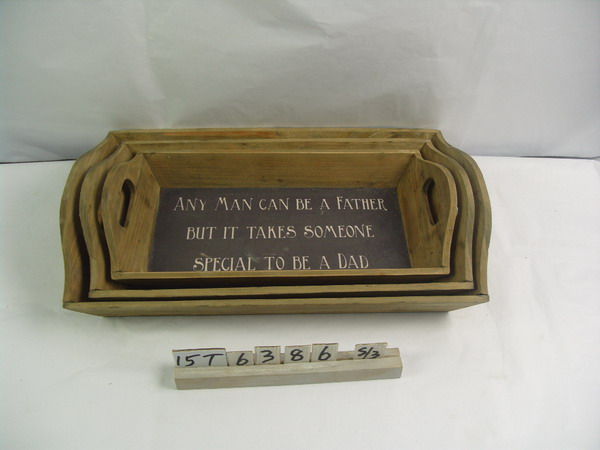 ANY MAN CAN BE A FATHER
BUT IT TAKES SOMEONE
SPECIAL TO BE A DAD
15T 6 3 8 6 S/3